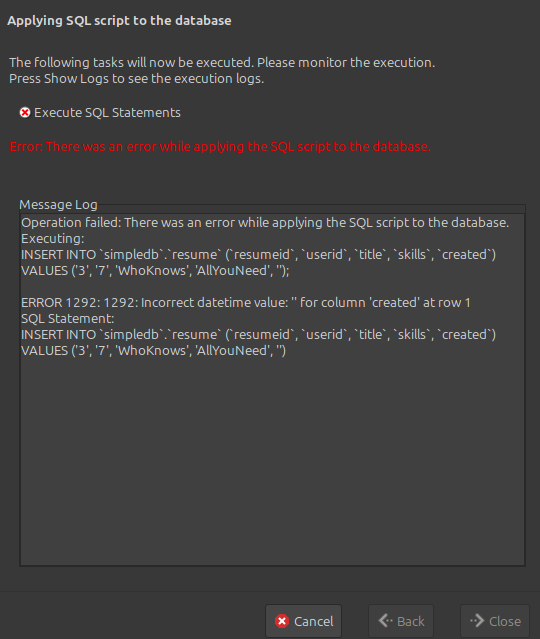 Applying SQL script to the database
The following tasks will now be executed. Please monitor the execution.
Press Show Logs to see the execution logs.
Execute SQL Statements
Error: There was an error while applying the SQL script to the database.
Message Log
Operation failed: There was an error while applying the SQL script to the database.
Executing:
INSERT INTO `simpledb`.`resume` (`resumeid`, `userid`, `title`, `skills`, `created`)
VALUES ('3', '7', 'WhoKnows', 'AllYouNeed', '');
ERROR 1292: 1292: Incorrect datetime value: '' for column 'created' at row 1
SQL Statement:
INSERT INTO `simpledb`.`resume` (`resumeid`, `userid`, `title`, `skills`, `created`)
VALUES ('3', '7', 'WhoKnows', 'AllYouNeed', '')
Cancel
Back
Close